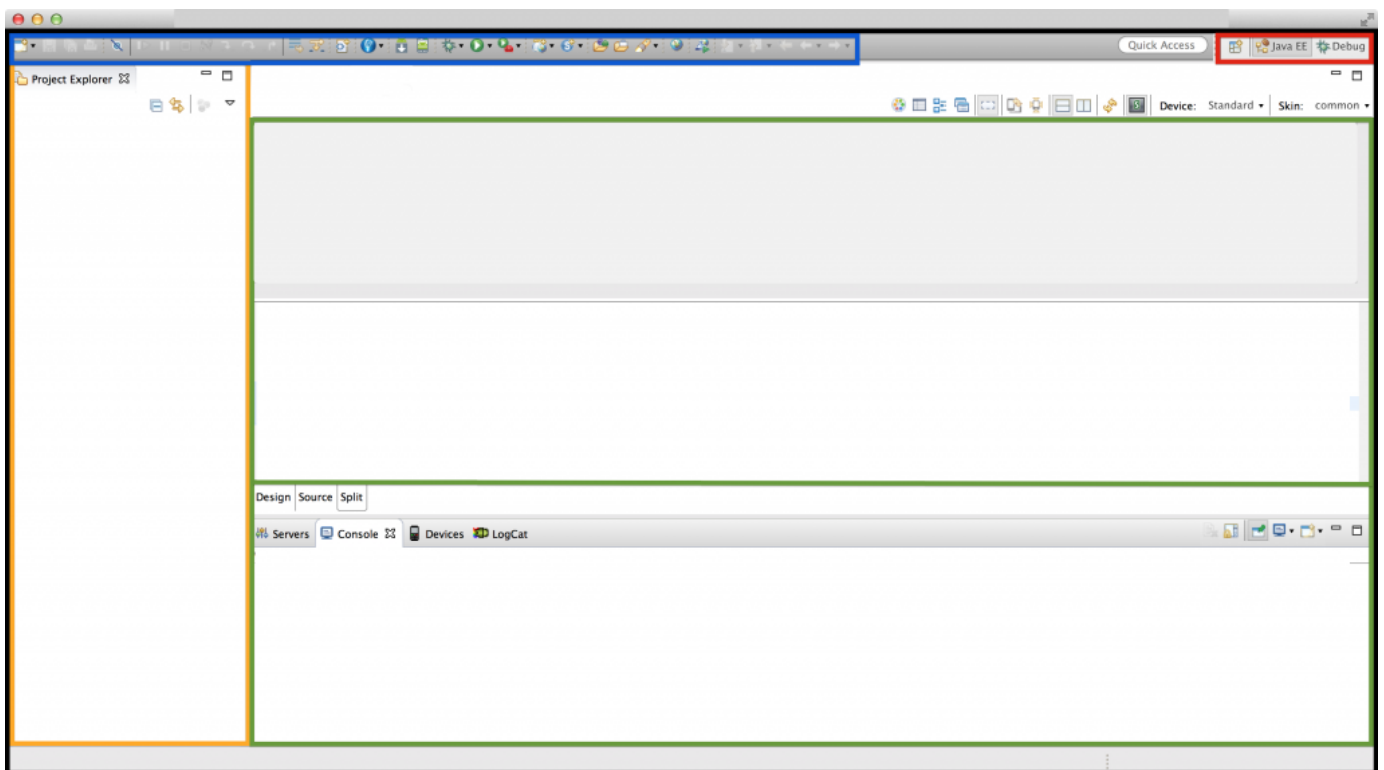 Quick Access Java EE Debug
Project Explorer
Device: Standard Skin: common
Design Source Split
Servers Console Devices LogCat